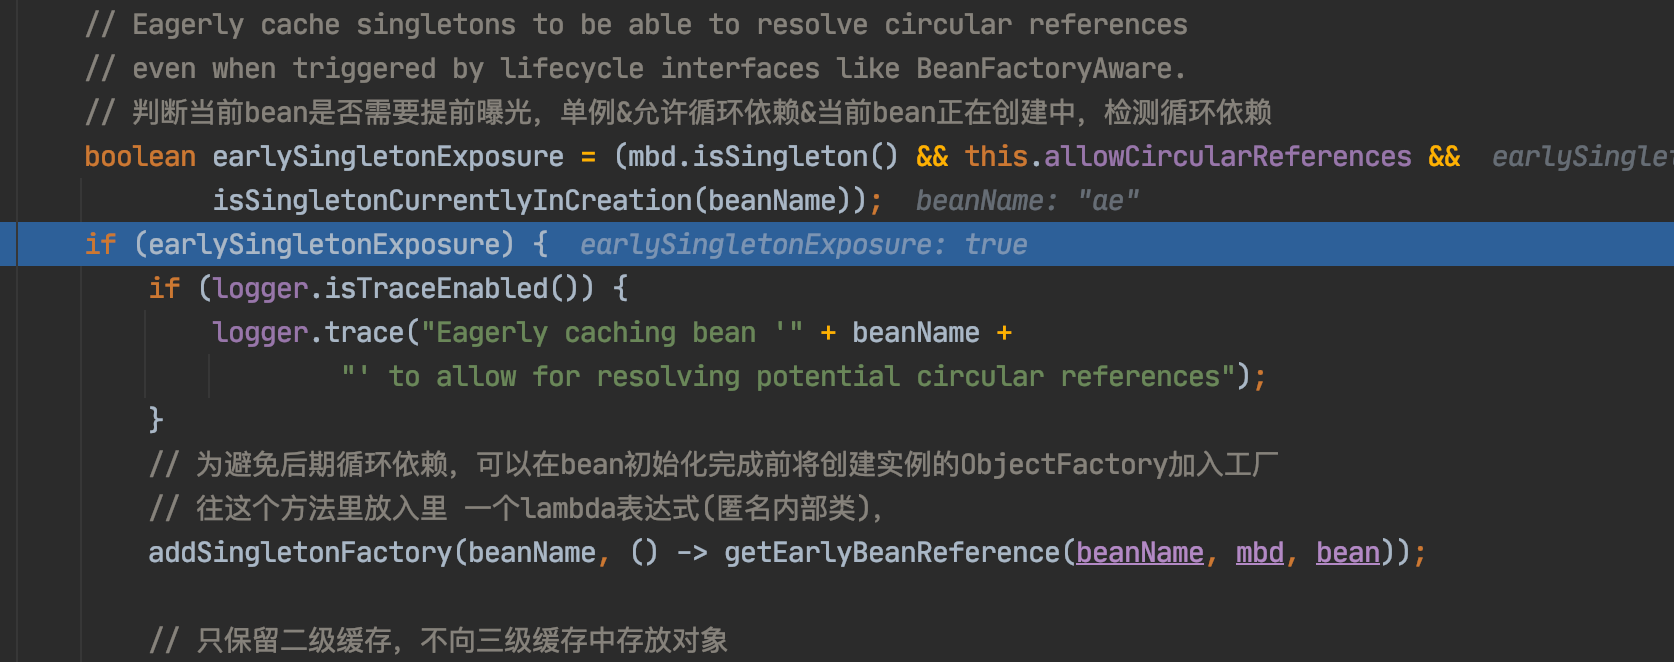 // Eagerly cache singletons to be able to resolve circular references
// even when triggered by lifecycle interfaces like BeanFactoryAware.
// 判断当前bean是否需要提前曝光，单例&允许循环依赖&当前bean正在创建中，检测循环依赖
boolean earlySingletonExposure = (mbd.isSingleton() && this.allowCircularReferences && earlySinglet
isSingletonCurrentlyInCreation(beanName)); beanName: "ae"
if (earlySingletonExposure) { earlySingletonExposure: true
if (logger.isTraceEnabled()) {
logger.trace("Eagerly caching bean '" + beanName +
"' to allow for resolving potential circular references");
}
// 为避免后期循环依赖，可以在bean初始化完成前将创建实例的ObjectFactory加入工厂
// 往这个方法里放入里 一个lambda表达式(匿名内部类)，
addSingletonFactory(beanName, () -> getEarlyBeanReference(beanName, mbd, bean));
// 只保留二级缓存，不向三级缓存中存放对象